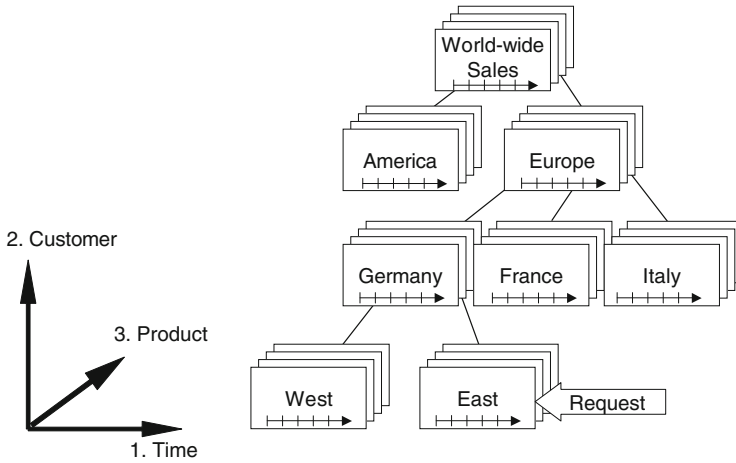 World-wide
Sales
America
Europe
2. Customer
Germany
France
Italy
3. Product
West
East
Request
1. Time